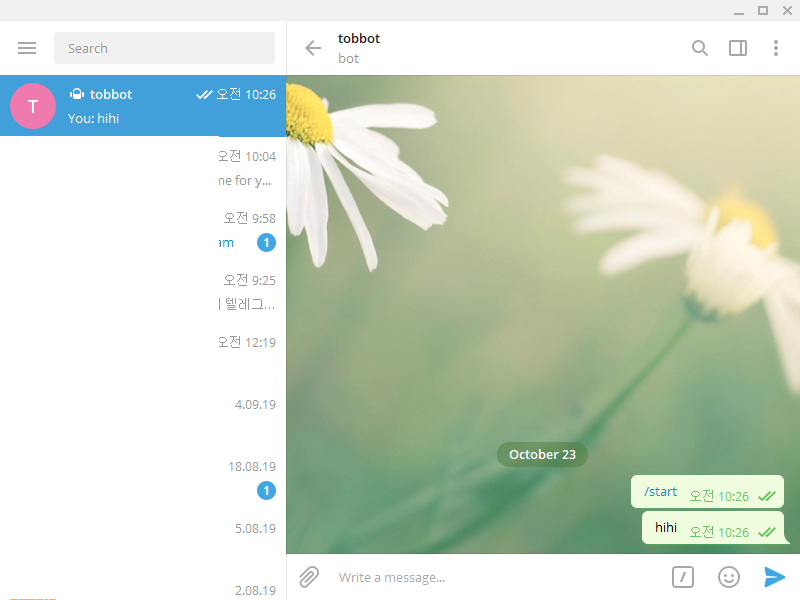 Search
tobbot
bot
T
tobbot
오전 10:26
You: hihi
오전 10:04
me for y...
오전 9:58
am
1
오전 9:25
텔레그...
오전 12:19
4.09.19
18.08.19
1
5.08.19
2.08.19
October 23
/start
오전 10:26
hihi
오전 10:26
Write a message...